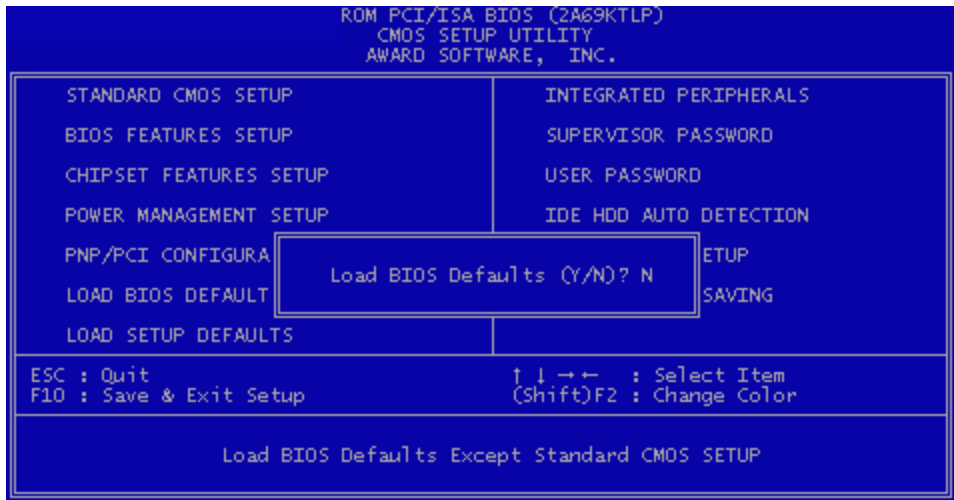 ROM PCI/ISA BIOS (2A69KTLP)
CMOS SETUP UTILITY
AWARD SOFTWARE, INC.
STANDARD CMOS SETUP
BIOS FEATURES SETUP
CHIPSET FEATURES SETUP
POWER MANAGEMENT SETUP
PNP/PCI CONFIGURA
LOAD BIOS DEFAULT
LOAD SETUP DEFAULTS
INTEGRATED PERIPHERALS
SUPERVISOR PASSWORD
USER PASSWORD
IDE HDD AUTO DETECTION
ETUP
SAVING
Load BIOS Defaults (Y/N)? N
ESC : Quit
F10 : Save & Exit Setup
↑ ↓ → ← : Select Item
(Shift)F2 : Change Color
Load BIOS Defaults Except Standard CMOS SETUP